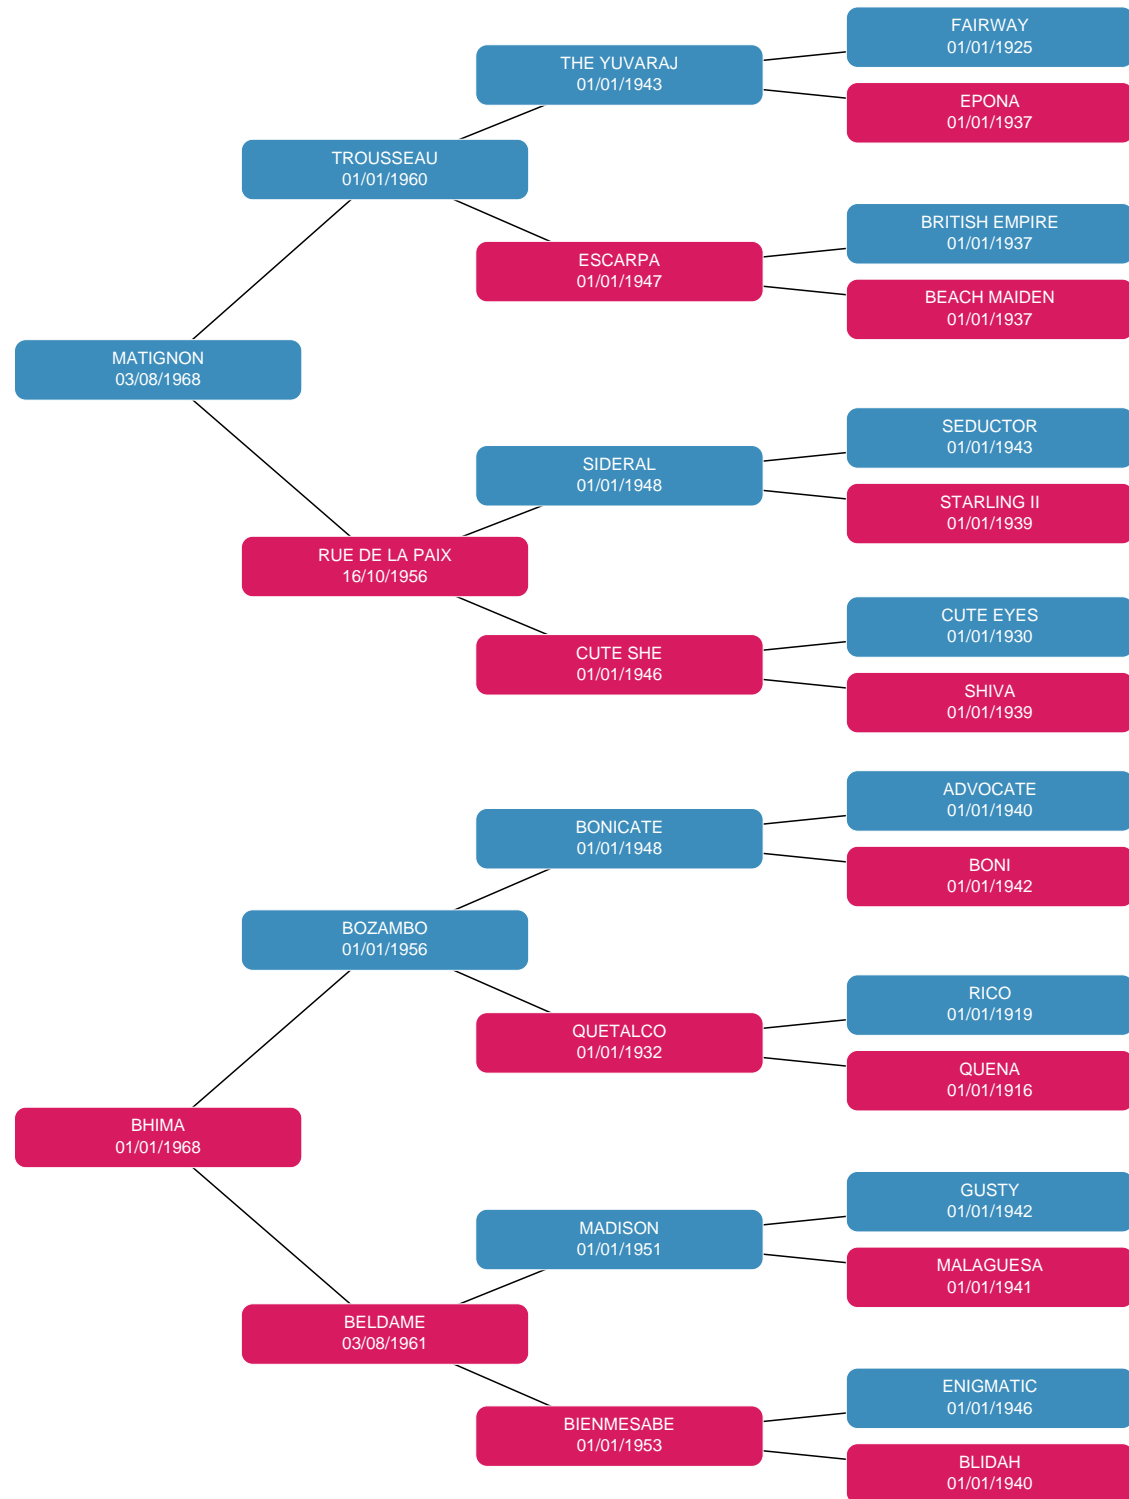 FAIRWAY
01/01/1925
THE YUVARAJ
01/01/1943
EPONA
01/01/1937
TROUSSEAU
01/01/1960
BRITISH EMPIRE
01/01/1937
ESCARPA
01/01/1947
BEACH MAIDEN
01/01/1937
MATIGNON
03/08/1968
SEDUCTOR
01/01/1943
SIDERAL
01/01/1948
STARLING II
01/01/1939
RUE DE LA PAIX
16/10/1956
CUTE EYES
01/01/1930
CUTE SHE
01/01/1946
SHIVA
01/01/1939
ADVOCATE
01/01/1940
BONICATE
01/01/1948
BONI
01/01/1942
BOZAMBO
01/01/1956
RICO
01/01/1919
QUETALCO
01/01/1932
QUENA
01/01/1916
BHIMA
01/01/1968
GUSTY
01/01/1942
MADISON
01/01/1951
MALAGUESA
01/01/1941
BELDAME
03/08/1961
ENIGMATIC
01/01/1946
BIENMESABE
01/01/1953
BLIDAH
01/01/1940